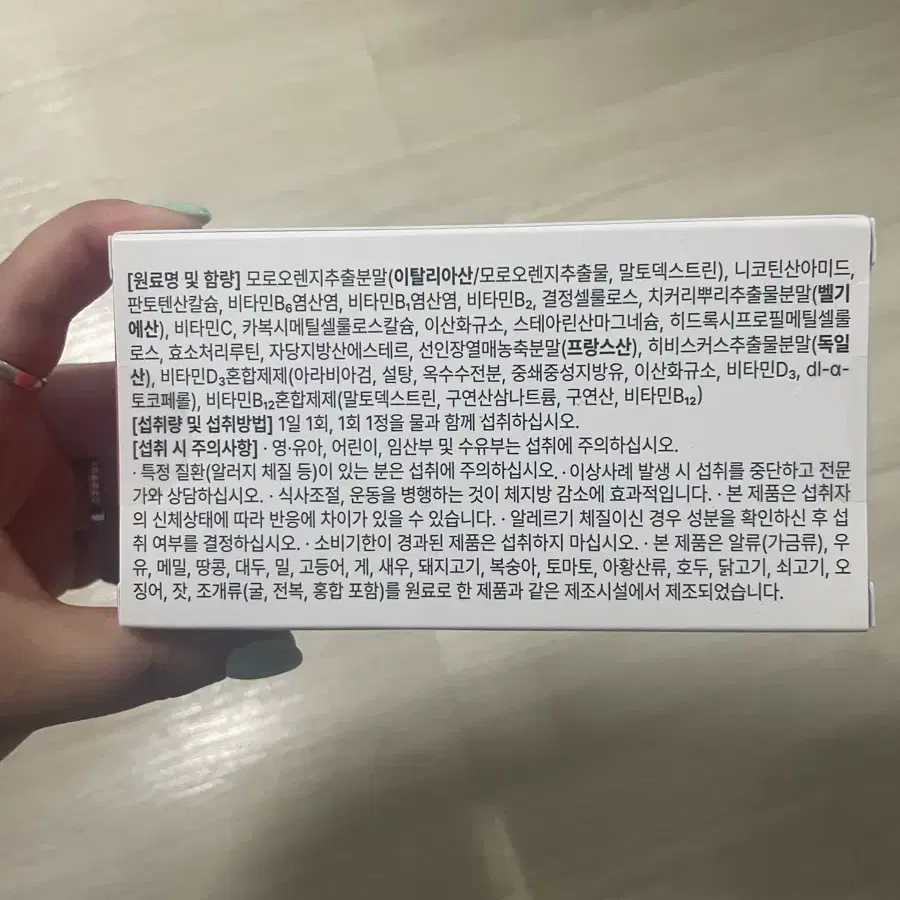 [원료명 및 함량] 모로오렌지추출분말(이탈리아산/모로오렌지추출물, 말토덱스트린), 니코틴산아미드,
판토텐산칼슘, 비타민B₆염산염, 비타민B₁염산염, 비타민B₂, 결정셀룰로스, 치커리뿌리추출물분말(벨기
에산), 비타민C, 카복시메틸셀룰로스칼슘, 이산화규소, 스테아린산마그네슘, 히드록시프로필메틸셀룰
로스, 효소처리루틴, 자당지방산에스테르, 선인장열매농축분말(프랑스산), 히비스커스추출물분말(독일
산), 비타민D₃혼합제제(아라비아검, 설탕, 옥수수전분, 중쇄중성지방유, 이산화규소, 비타민D₃, dl-α-
토코페롤), 비타민B₁₂혼합제제(말토덱스트린, 구연산삼나트륨, 구연산, 비타민B₁₂)
[섭취량 및 섭취방법] 1일 1회, 1회 1정을 물과 함께 섭취하십시오.
[섭취 시 주의사항] · 영·유아, 어린이, 임산부 및 수유부는 섭취에 주의하십시오.
· 특정 질환(알러지 체질 등)이 있는 분은 섭취에 주의하십시오. · 이상사례 발생 시 섭취를 중단하고 전문
가와 상담하십시오. · 식사조절, 운동을 병행하는 것이 체지방 감소에 효과적입니다. · 본 제품은 섭취자
의 신체상태에 따라 반응에 차이가 있을 수 있습니다. · 알레르기 체질이신 경우 성분을 확인하신 후 섭
취 여부를 결정하십시오. · 소비기한이 경과된 제품은 섭취하지 마십시오. · 본 제품은 알류(가금류), 우
유, 메밀, 땅콩, 대두, 밀, 고등어, 게, 새우, 돼지고기, 복숭아, 토마토, 아황산류, 호두, 닭고기, 쇠고기, 오
징어, 잣, 조개류(굴, 전복, 홍합 포함)를 원료로 한 제품과 같은 제조시설에서 제조되었습니다.